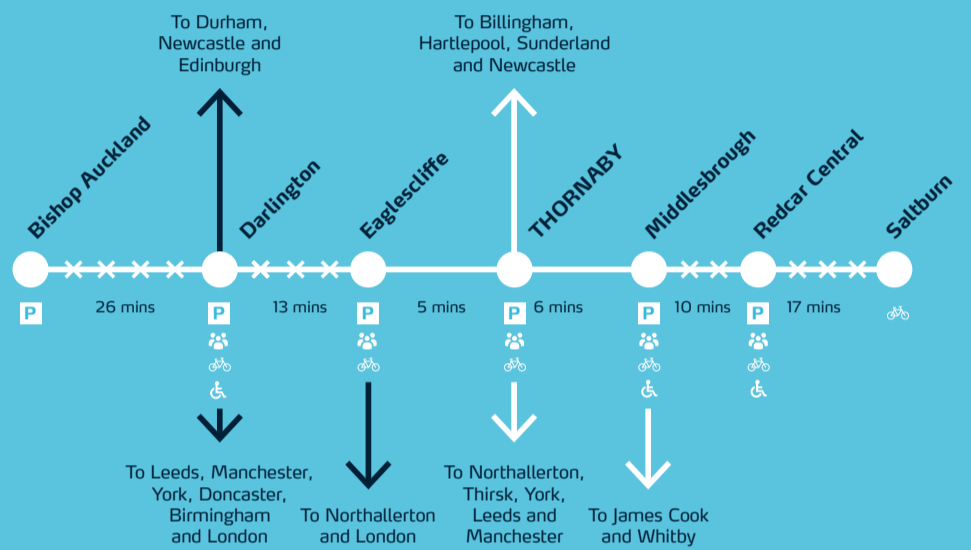 To Durham,
Newcastle and
Edinburgh
To Billingham,
Hartlepool, Sunderland
and Newcastle
Bishop Auckland
Darlington
Eaglescliffe
THORNABY
Middlesbrough
Redcar Central
Saltburn
26 mins
13 mins
5 mins
6 mins
10 mins
17 mins
P
P
P
P
P
P
To Leeds, Manchester,
York, Doncaster,
Birmingham
and London
To Northallerton
and London
To Northallerton,
Thirsk, York,
Leeds and
Manchester
To James Cook
and Whitby